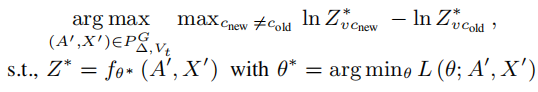 arg max max_{c_new ≠ c_old} ln Z*_{v c_new} − ln Z*_{v c_old} ,
(A′,X′)∈P^G_{Δ,V_t}
s.t., Z* = f_{θ*} (A′, X′) with θ* = arg min_θ L (θ; A′, X′)